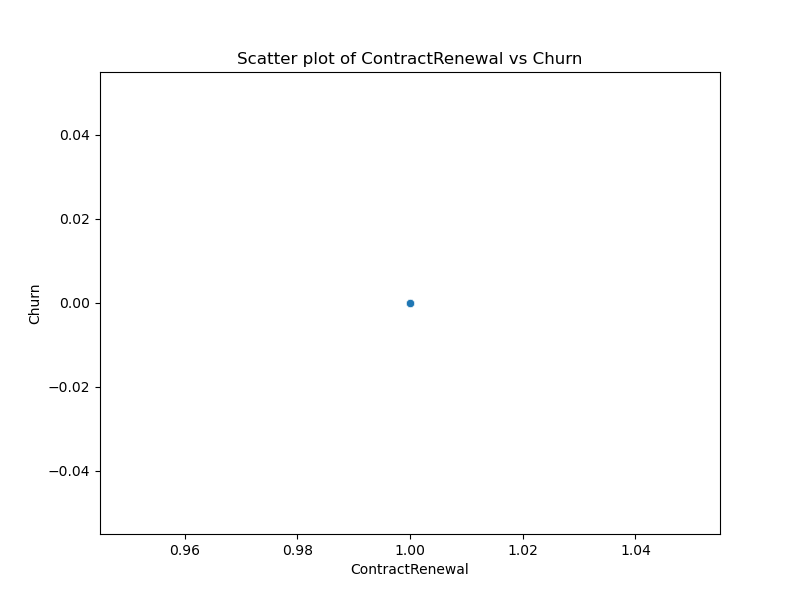 Scatter plot of ContractRenewal vs Churn
0.04
0.02
0.00
−0.02
−0.04
Churn
0.96 0.98 1.00 1.02 1.04
ContractRenewal